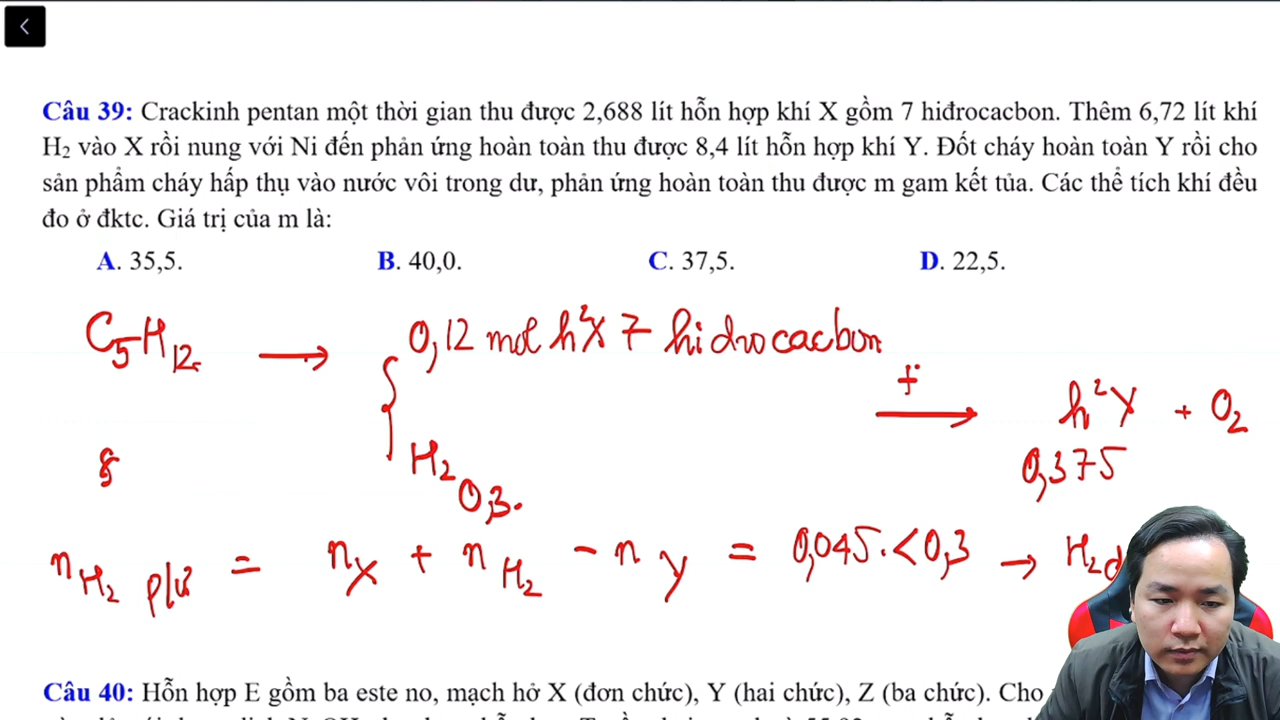 Câu 39: Crackinh pentan một thời gian thu được 2,688 lít hỗn hợp khí X gồm 7 hiđrocacbon. Thêm 6,72 lít khí
H₂ vào X rồi nung với Ni đến phản ứng hoàn toàn thu được 8,4 lít hỗn hợp khí Y. Đốt cháy hoàn toàn Y rồi cho
sản phẩm cháy hấp thụ vào nước vôi trong dư, phản ứng hoàn toàn thu được m gam kết tủa. Các thể tích khí đều
đo ở đktc. Giá trị của m là:
A. 35,5. B. 40,0. C. 37,5. D. 22,5.
C₅H₁₂ → 0,12 mol h²X 7 hidrocacbon
+
→ h²Y + O₂
0,375
H₂
0,3.
n H₂ p/ư = nX + nH₂ - nY = 0,045. < 0,3 → H₂ d
Câu 40: Hỗn hợp E gồm ba este no, mạch hở X (đơn chức), Y (hai chức), Z (ba chức). Cho